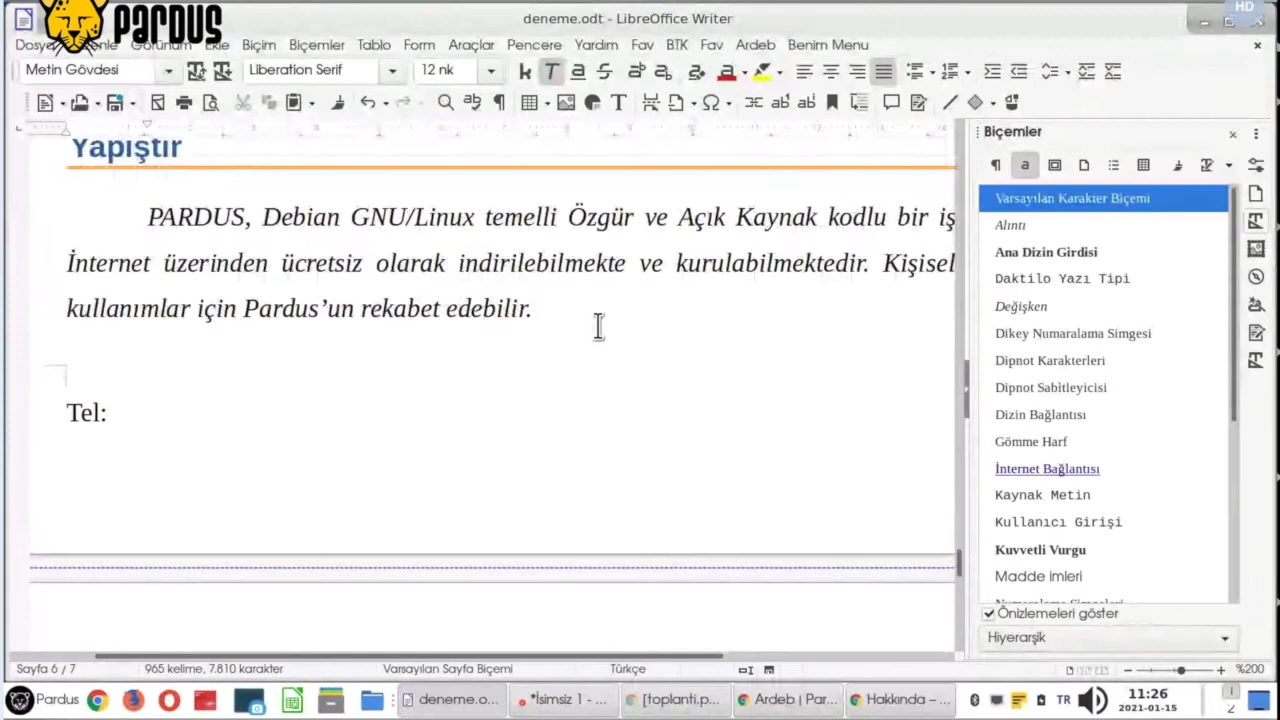 HD
PARDUS
deneme.odt - LibreOffice Writer
Dosya Görünüm Ekle Biçim Biçemler Tablo Form Araçlar Pencere Yardım Fav BTK Fav Ardeb Benim Menu
Metin Gövdesi Liberation Serif 12 nk
Yapıştır
PARDUS, Debian GNU/Linux temelli Özgür ve Açık Kaynak kodlu bir iş
İnternet üzerinden ücretsiz olarak indirilebilmekte ve kurulabilmektedir. Kişisel
kullanımlar için Pardus’un rekabet edebilir.
Tel:
Biçemler
Varsayılan Karakter Biçemi
Alıntı
Ana Dizin Girdisi
Daktilo Yazı Tipi
Değişken
Dikey Numaralama Simgesi
Dipnot Karakterleri
Dipnot Sabitleyicisi
Dizin Bağlantısı
Gömme Harf
İnternet Bağlantısı
Kaynak Metin
Kullanıcı Girişi
Kuvvetli Vurgu
Madde imleri
Önizlemeleri göster
Hiyerarşik
Sayfa 6 / 7 965 kelime, 7.810 karakter Varsayılan Sayfa Biçemi Türkçe %200
Pardus deneme.o... *İsimsiz 1 - ... [toplanti.p... Ardeb | Par... Hakkında – ... TR 11:26 1
2021-01-15 2